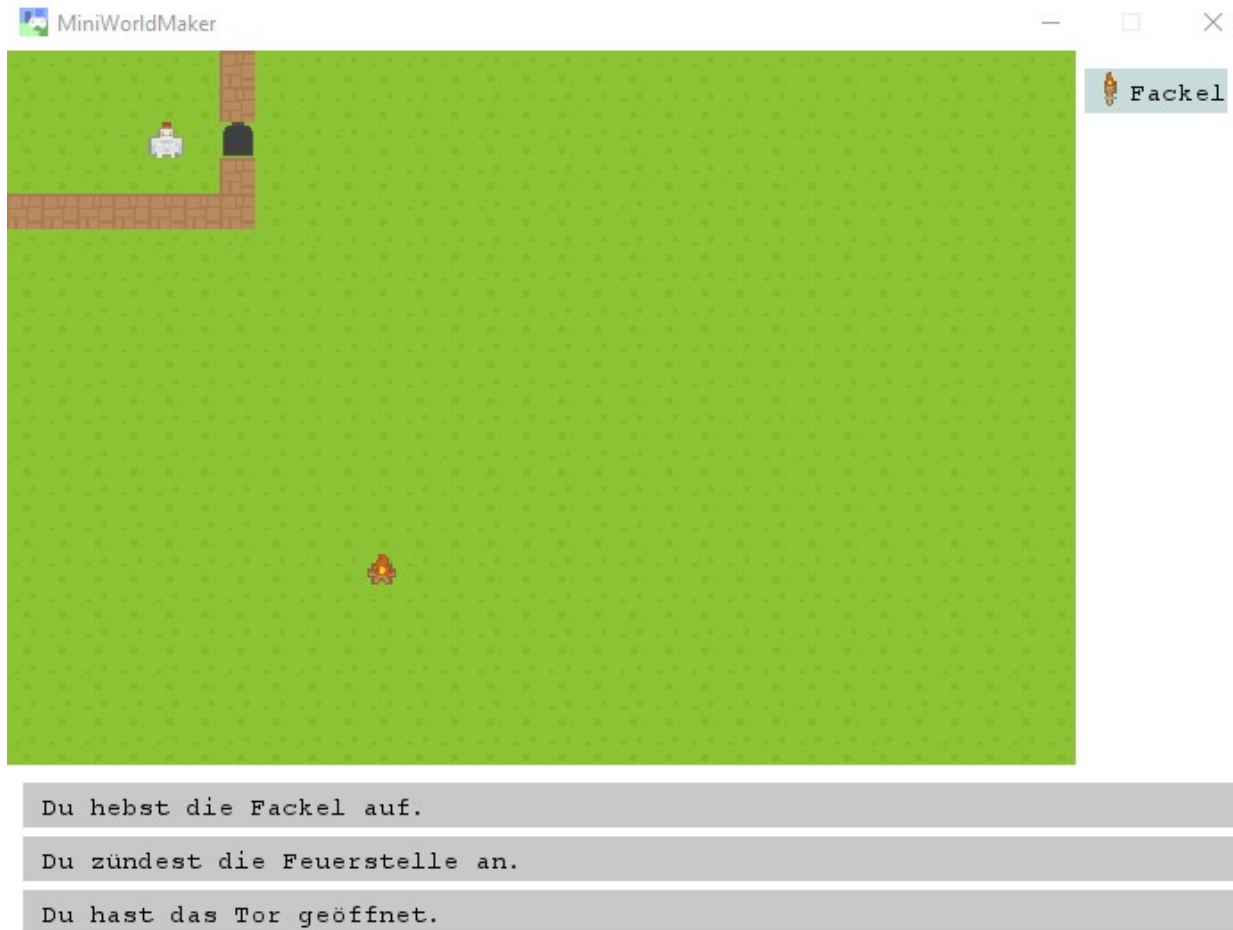 MiniWorldMaker
Fackel
Du hebst die Fackel auf.
Du zündest die Feuerstelle an.
Du hast das Tor geöffnet.